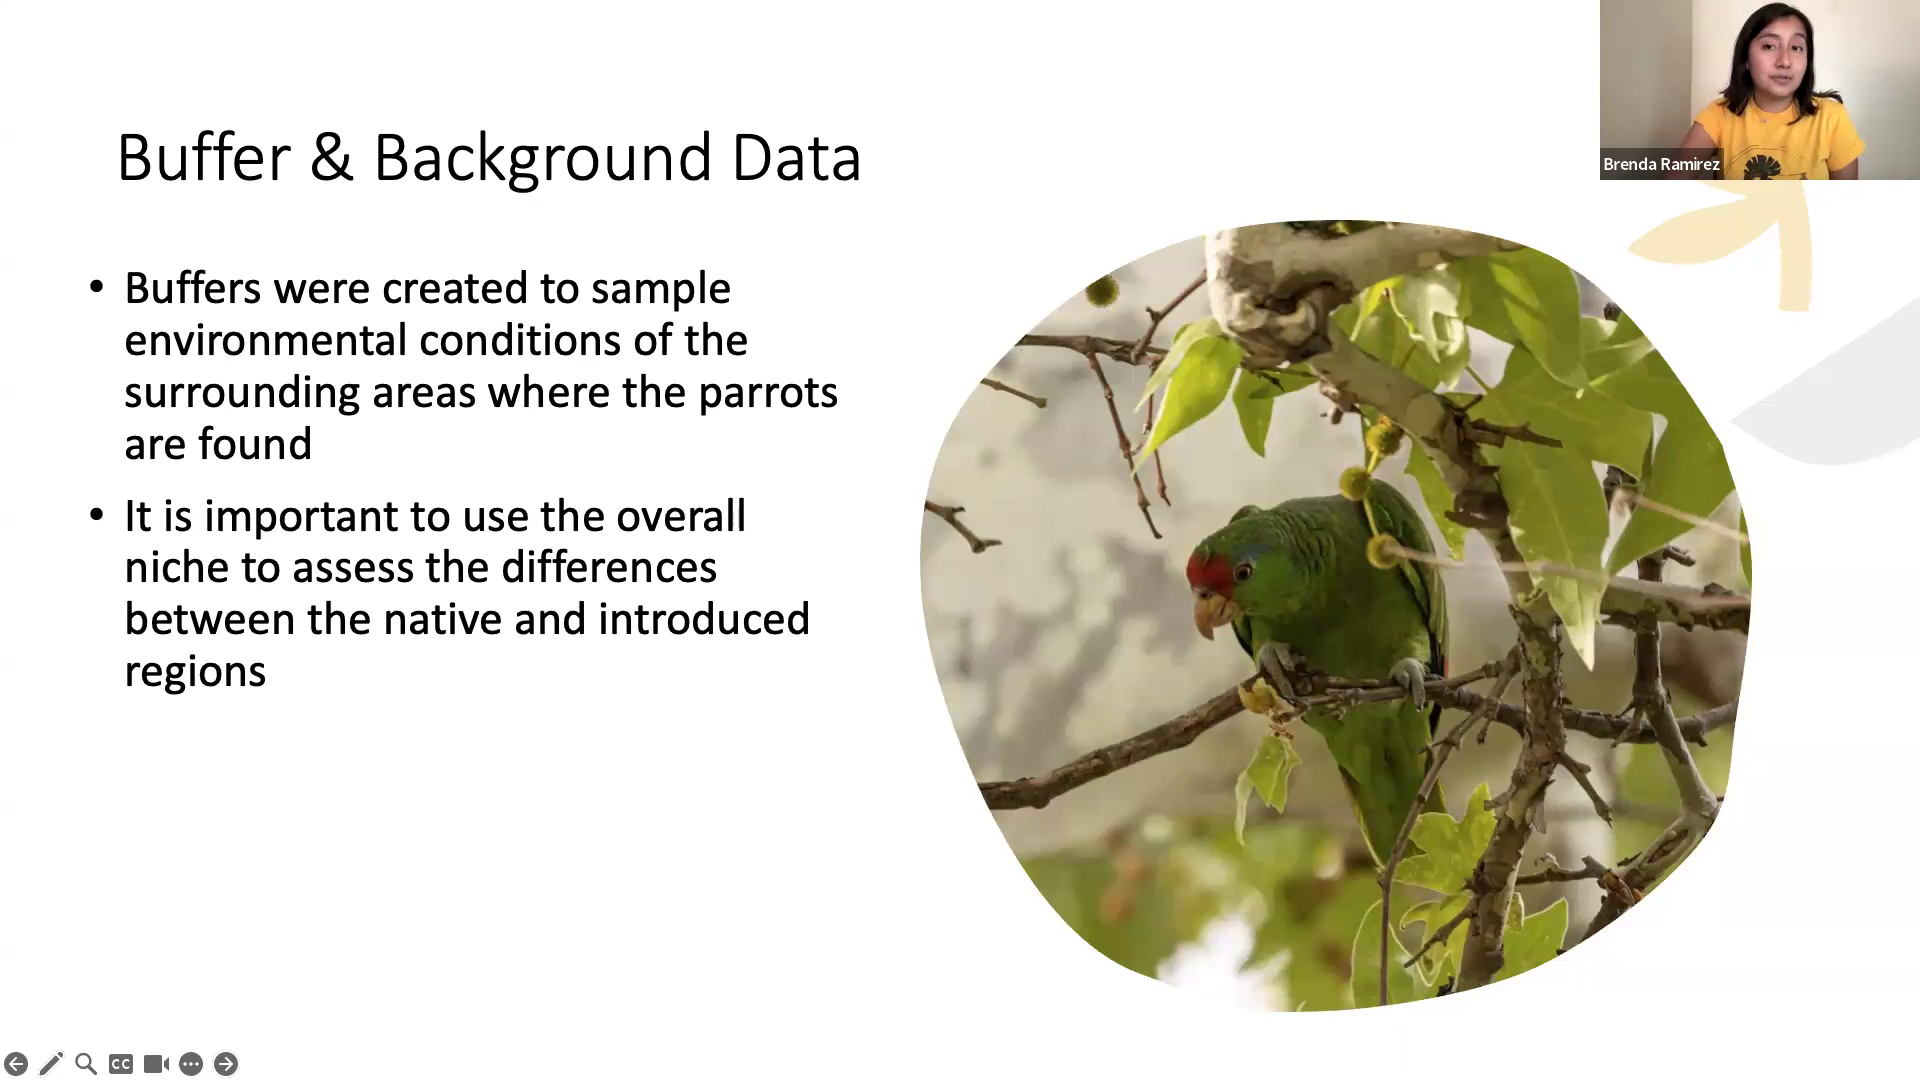 Brenda Ramirez
Buffer & Background Data
• Buffers were created to sample
environmental conditions of the
surrounding areas where the parrots
are found
• It is important to use the overall
niche to assess the differences
between the native and introduced
regions
CC